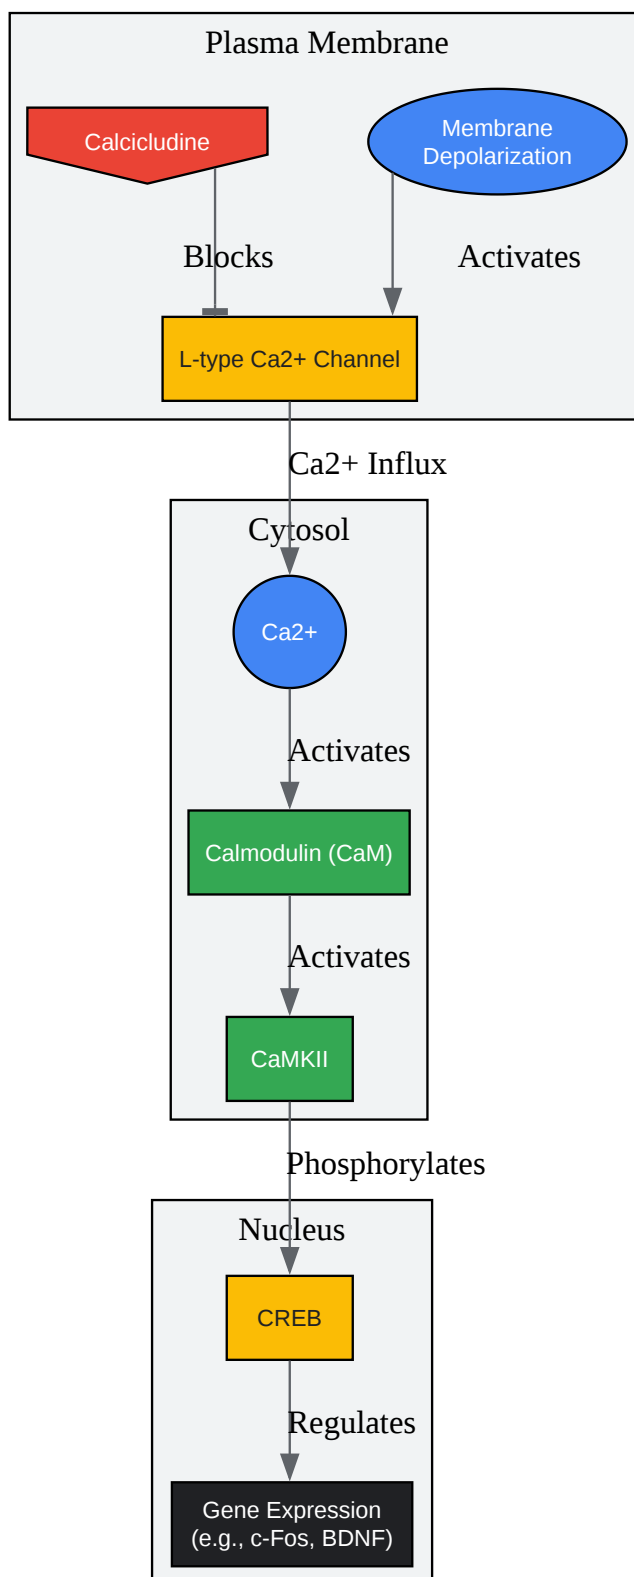 Plasma Membrane
Calcicludine
Membrane
Depolarization
Blocks
Activates
L-type Ca2+ Channel
Ca2+ Influx
Cytosol
Ca2+
Activates
Calmodulin (CaM)
Activates
CaMKII
Phosphorylates
Nucleus
CREB
Regulates
Gene Expression
(e.g., c-Fos, BDNF)